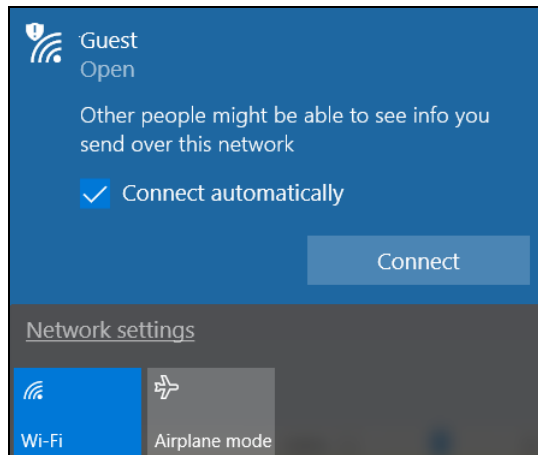 Guest
Open
Other people might be able to see info you
send over this network
Connect automatically
Connect
Network settings
Wi-Fi
Airplane mode